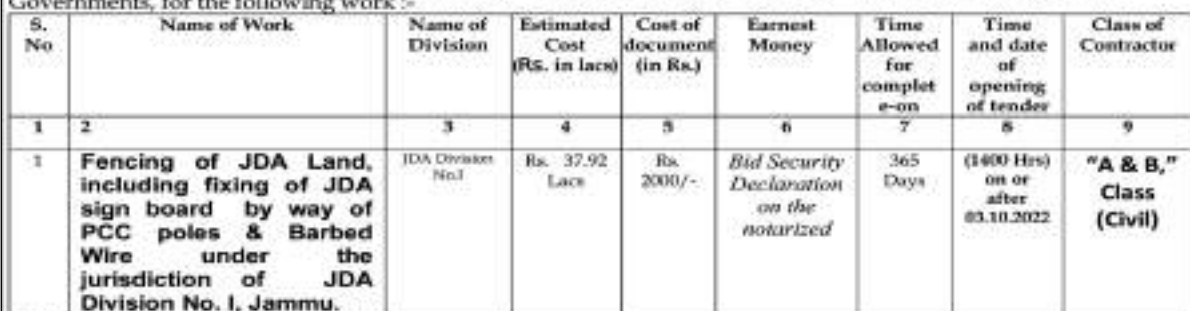 Governments, for the following work :-
S. No
Name of Work
Name of Division
Estimated Cost (Rs. in lacs)
Cost of document (in Rs.)
Earnest Money
Time Allowed for complet e-on
Time and date of opening of tender
Class of Contractor
1 2 3 4 5 6 7 8 9
1
Fencing of JDA Land,
including fixing of JDA
sign board by way of
PCC poles & Barbed
Wire under the
jurisdiction of JDA
Division No. I, Jammu.
JDA Division
No.I
Rs. 37.92
Lacs
Rs.
2000/-
Bid Security
Declaration
on the
notarized
365
Days
(1400 Hrs)
on or
after
03.10.2022
"A & B,"
Class
(Civil)